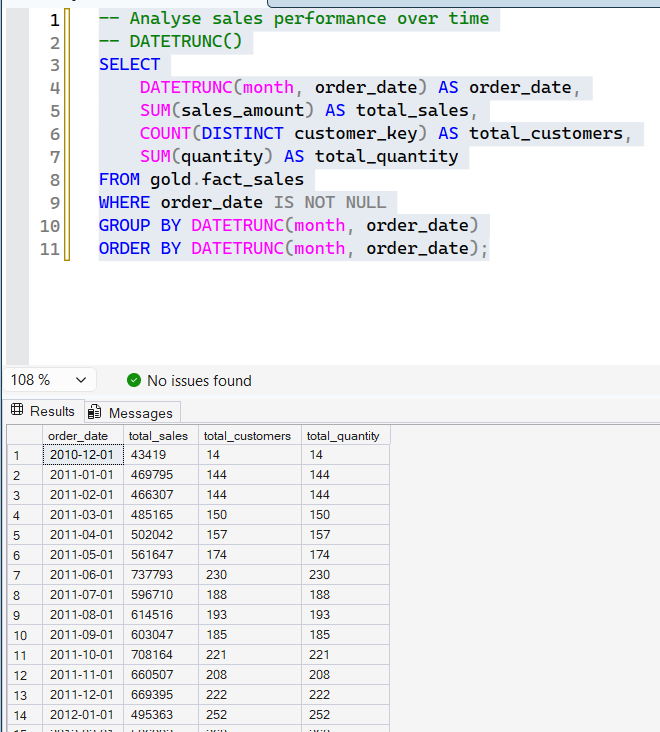 1 -- Analyse sales performance over time
2 -- DATETRUNC()
3 SELECT
4 DATETRUNC(month, order_date) AS order_date,
5 SUM(sales_amount) AS total_sales,
6 COUNT(DISTINCT customer_key) AS total_customers,
7 SUM(quantity) AS total_quantity
8 FROM gold.fact_sales
9 WHERE order_date IS NOT NULL
10 GROUP BY DATETRUNC(month, order_date)
11 ORDER BY DATETRUNC(month, order_date);
108 % No issues found
Results Messages
order_date total_sales total_customers total_quantity
1 2010-12-01 43419 14 14
2 2011-01-01 469795 144 144
3 2011-02-01 466307 144 144
4 2011-03-01 485165 150 150
5 2011-04-01 502042 157 157
6 2011-05-01 561647 174 174
7 2011-06-01 737793 230 230
8 2011-07-01 596710 188 188
9 2011-08-01 614516 193 193
10 2011-09-01 603047 185 185
11 2011-10-01 708164 221 221
12 2011-11-01 660507 208 208
13 2011-12-01 669395 222 222
14 2012-01-01 495363 252 252